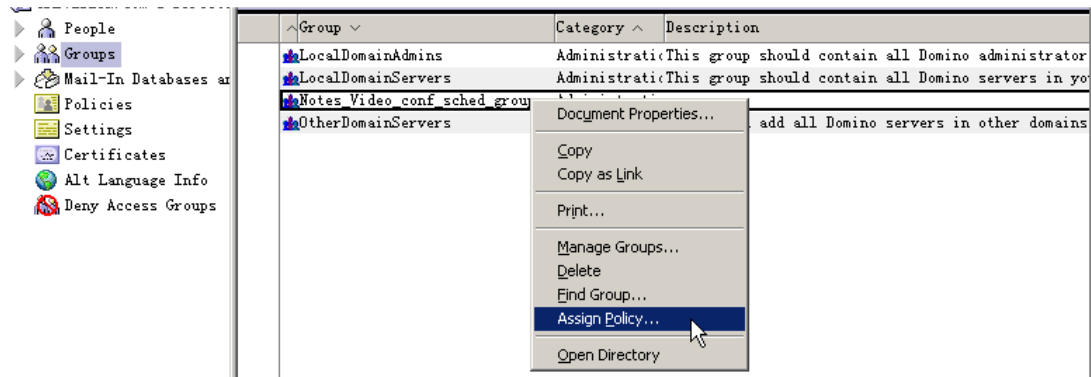 People
Groups
Mail-In Databases ar
Policies
Settings
Certificates
Alt Language Info
Deny Access Groups
Group Category Description
LocalDomainAdmins Administratic This group should contain all Domino administrator
LocalDomainServers Administratic This group should contain all Domino servers in yo
Notes_Video_conf_sched_group
OtherDomainServers add all Domino servers in other domains
Document Properties...
Copy
Copy as Link
Print...
Manage Groups...
Delete
Find Group...
Assign Policy...
Open Directory